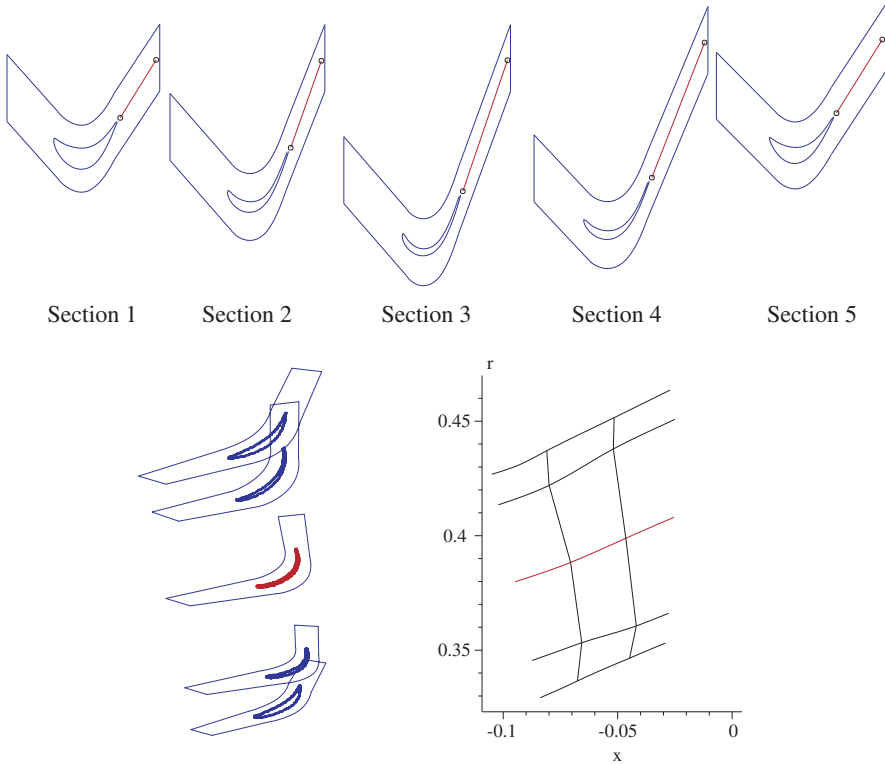 Section 1
Section 2
Section 3
Section 4
Section 5
r
0.45
0.4
0.35
-0.1
-0.05
0
x